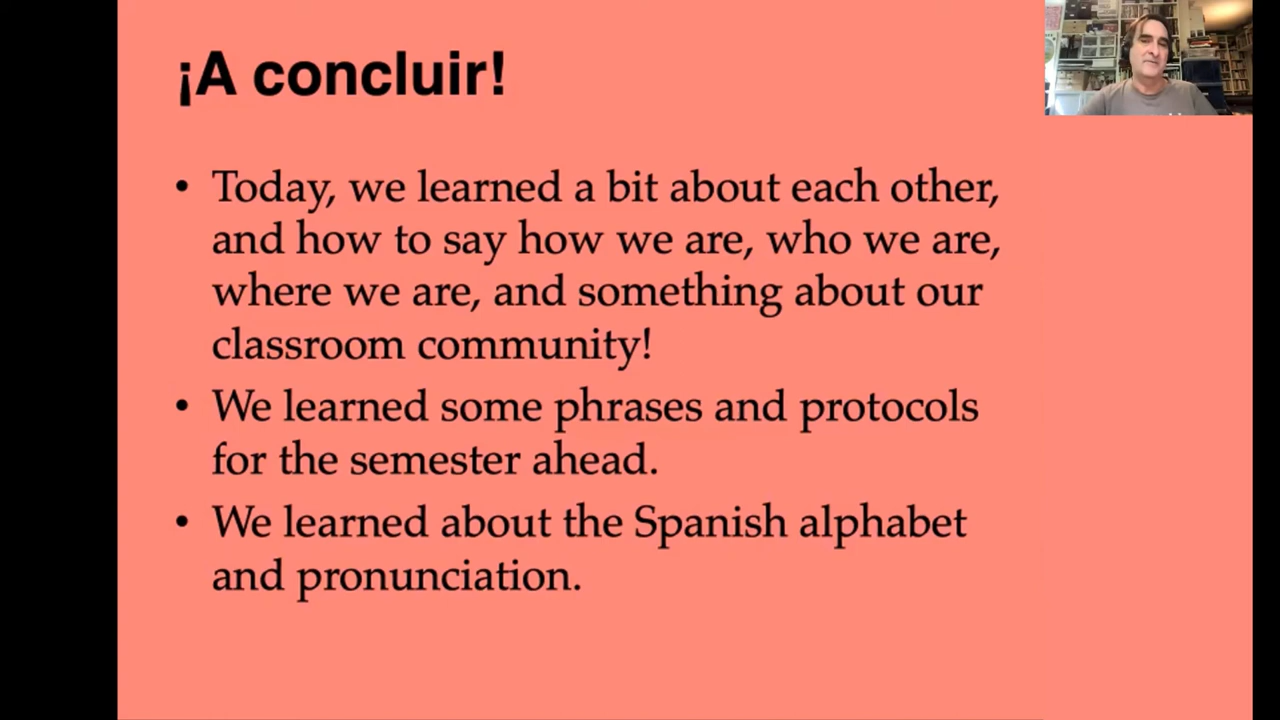 ¡A concluir!
• Today, we learned a bit about each other,
and how to say how we are, who we are,
where we are, and something about our
classroom community!
• We learned some phrases and protocols
for the semester ahead.
• We learned about the Spanish alphabet
and pronunciation.